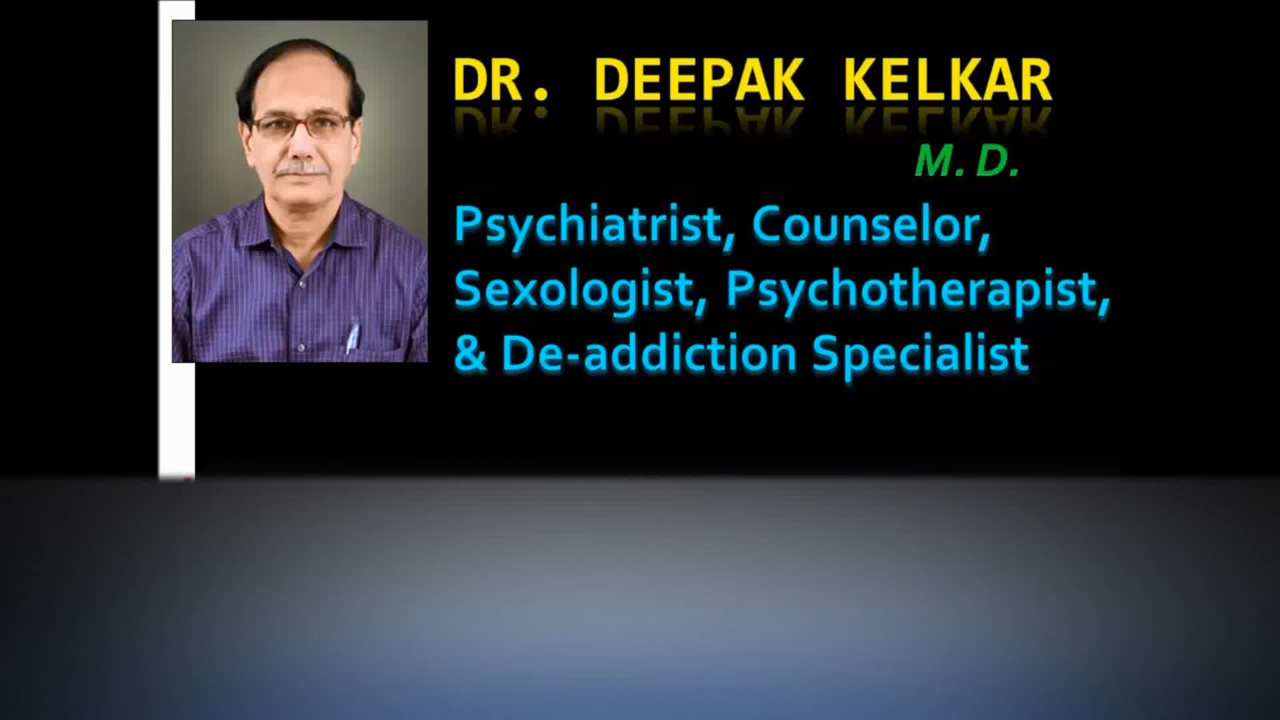 DR. DEEPAK KELKAR
M. D.
Psychiatrist, Counselor,
Sexologist, Psychotherapist,
& De-addiction Specialist